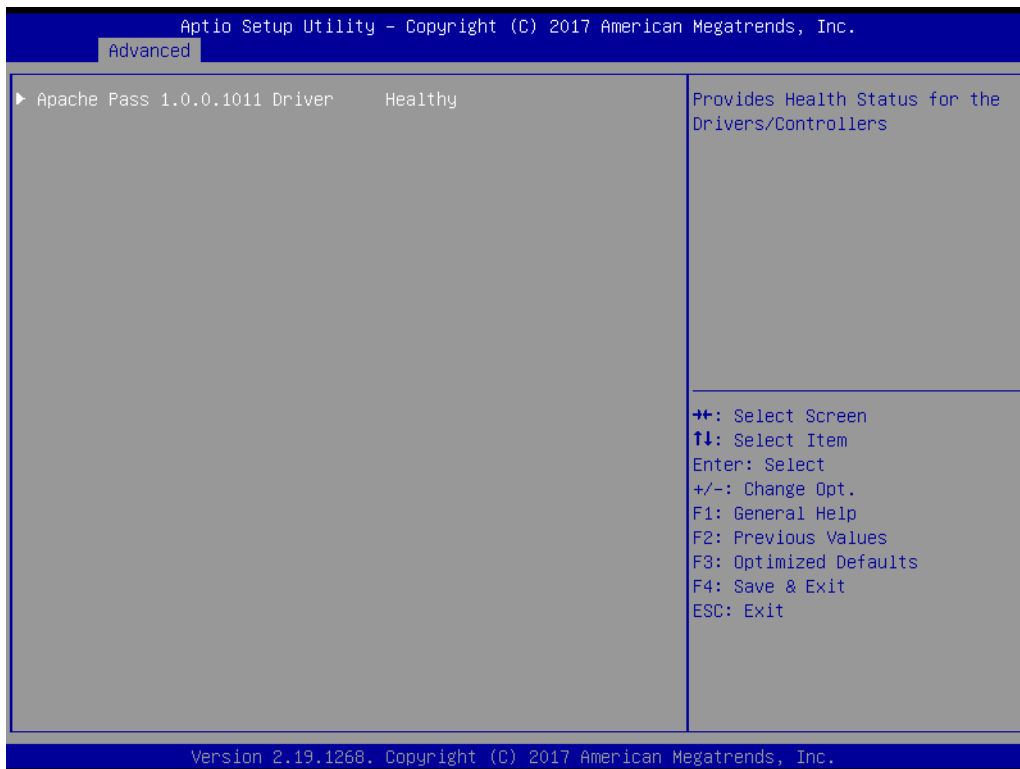 Aptio Setup Utility – Copyright (C) 2017 American Megatrends, Inc.
Advanced
▶ Apache Pass 1.0.0.1011 Driver Healthy
Provides Health Status for the
Drivers/Controllers
→←: Select Screen
↑↓: Select Item
Enter: Select
+/-: Change Opt.
F1: General Help
F2: Previous Values
F3: Optimized Defaults
F4: Save & Exit
ESC: Exit
Version 2.19.1268. Copyright (C) 2017 American Megatrends, Inc.